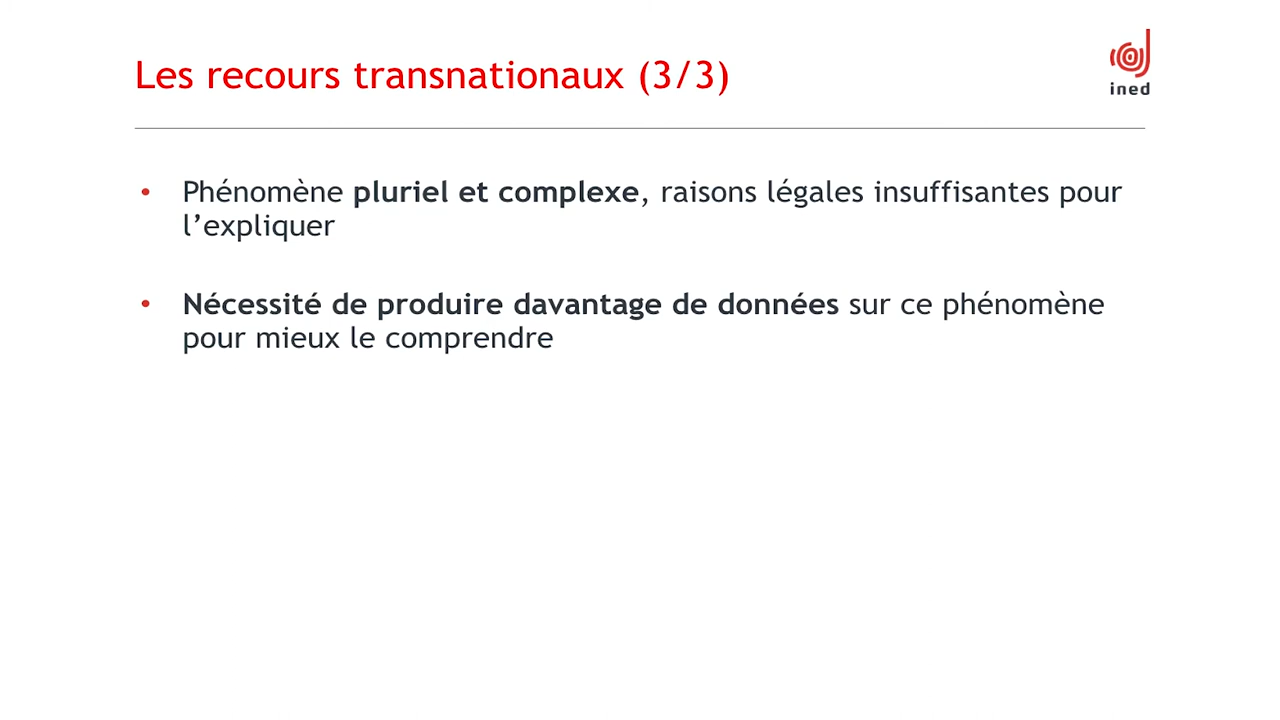 Les recours transnationaux (3/3)
ined
• Phénomène pluriel et complexe, raisons légales insuffisantes pour
l’expliquer
• Nécessité de produire davantage de données sur ce phénomène
pour mieux le comprendre